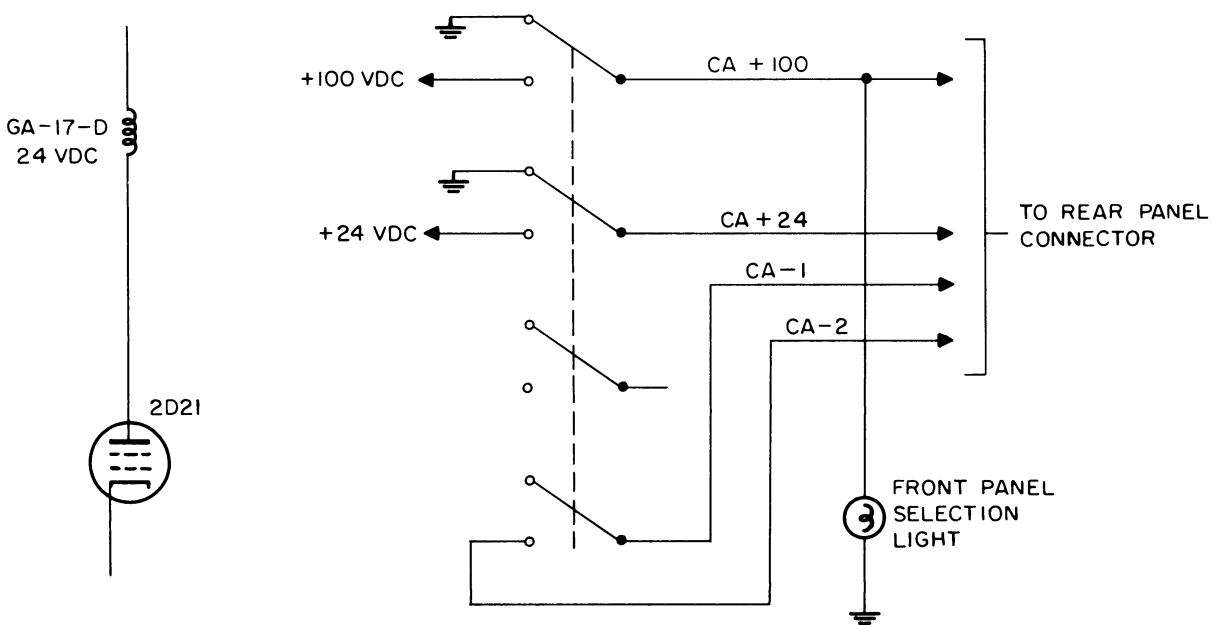 GA-17-D
24 VDC
2D21
+100 VDC
CA +100
+24 VDC
CA+24
CA-1
CA-2
TO REAR PANEL
CONNECTOR
FRONT PANEL
SELECTION
LIGHT